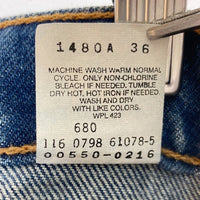 1480A 36
MACHINE WASH WARM NORMAL
CYCLE. ONLY NON-CHLORINE
BLEACH IF NEEDED. TUMBLE
DRY HOT. HOT IRON IF NEEDED.
WASH AND DRY
WITH LIKE COLORS.
WPL 423
680
116 0798 61078-5
00550-0216